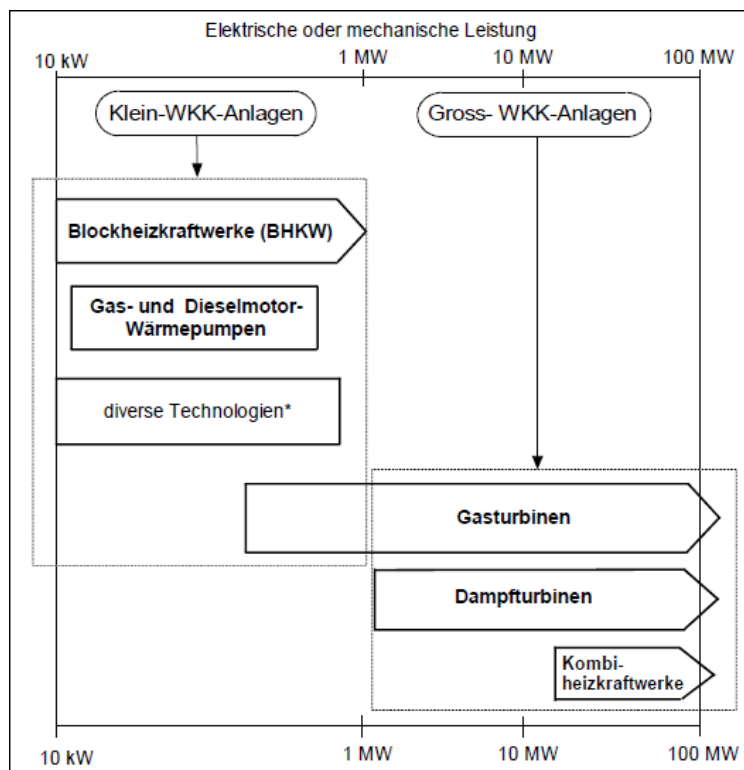 Elektrische oder mechanische Leistung
10 kW 1 MW 10 MW 100 MW
Klein-WKK-Anlagen Gross- WKK-Anlagen
Blockheizkraftwerke (BHKW)
Gas- und Dieselmotor-
Wärmepumpen
diverse Technologien*
Gasturbinen
Dampfturbinen
Kombi-
heizkraftwerke
10 kW 1 MW 10 MW 100 MW